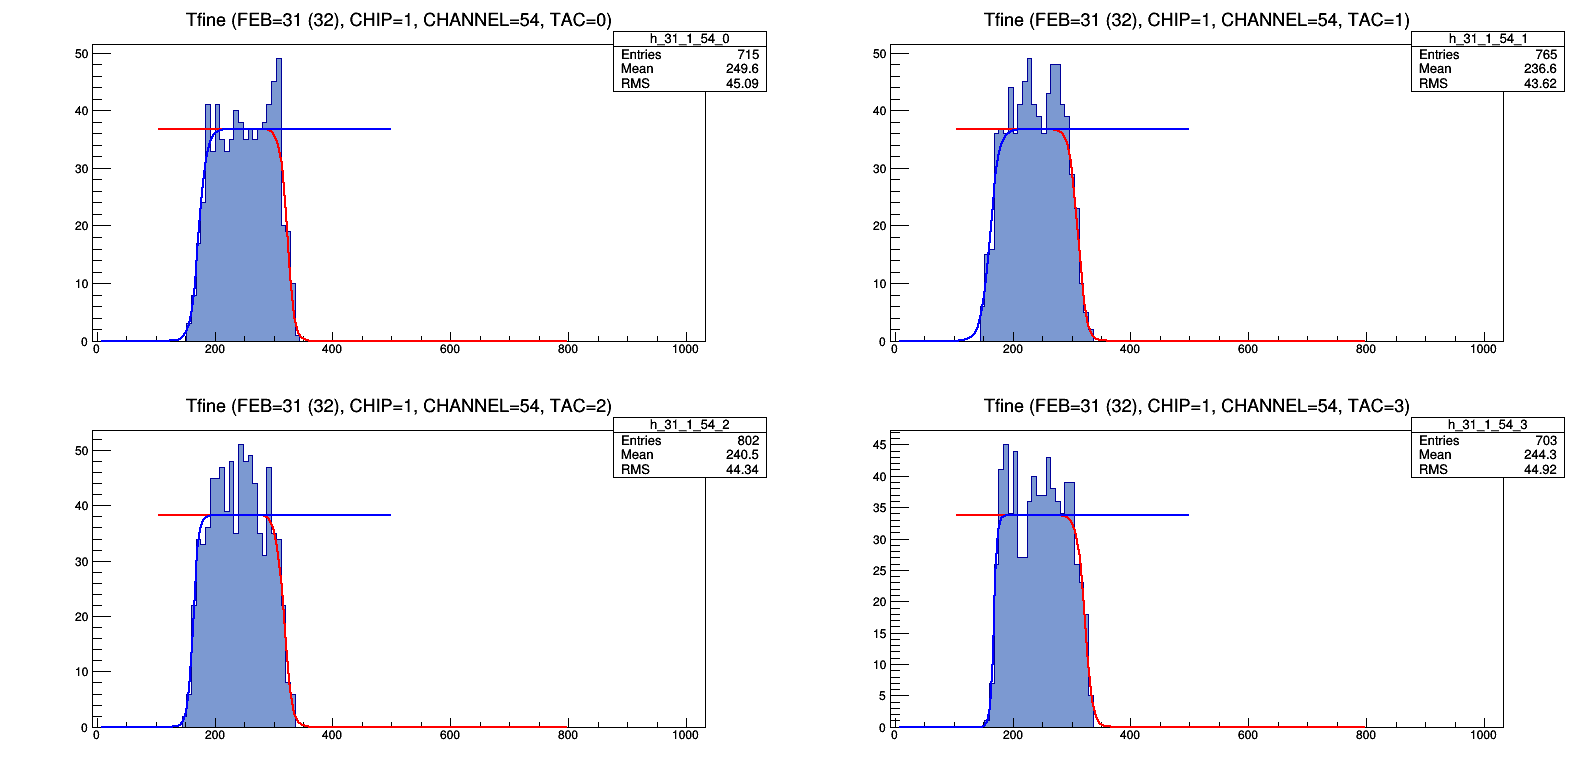 Tfine (FEB=31 (32), CHIP=1, CHANNEL=54, TAC=0)
h_31_1_54_0
Entries 715
Mean 249.6
RMS 45.09
50
40
30
20
10
0
0 200 400 600 800 1000
Tfine (FEB=31 (32), CHIP=1, CHANNEL=54, TAC=1)
h_31_1_54_1
Entries 765
Mean 236.6
RMS 43.62
50
40
30
20
10
0
0 200 400 600 800 1000
Tfine (FEB=31 (32), CHIP=1, CHANNEL=54, TAC=2)
h_31_1_54_2
Entries 802
Mean 240.5
RMS 44.34
50
40
30
20
10
0
0 200 400 600 800 1000
Tfine (FEB=31 (32), CHIP=1, CHANNEL=54, TAC=3)
h_31_1_54_3
Entries 703
Mean 244.3
RMS 44.92
45
40
35
30
25
20
15
10
5
0
0 200 400 600 800 1000